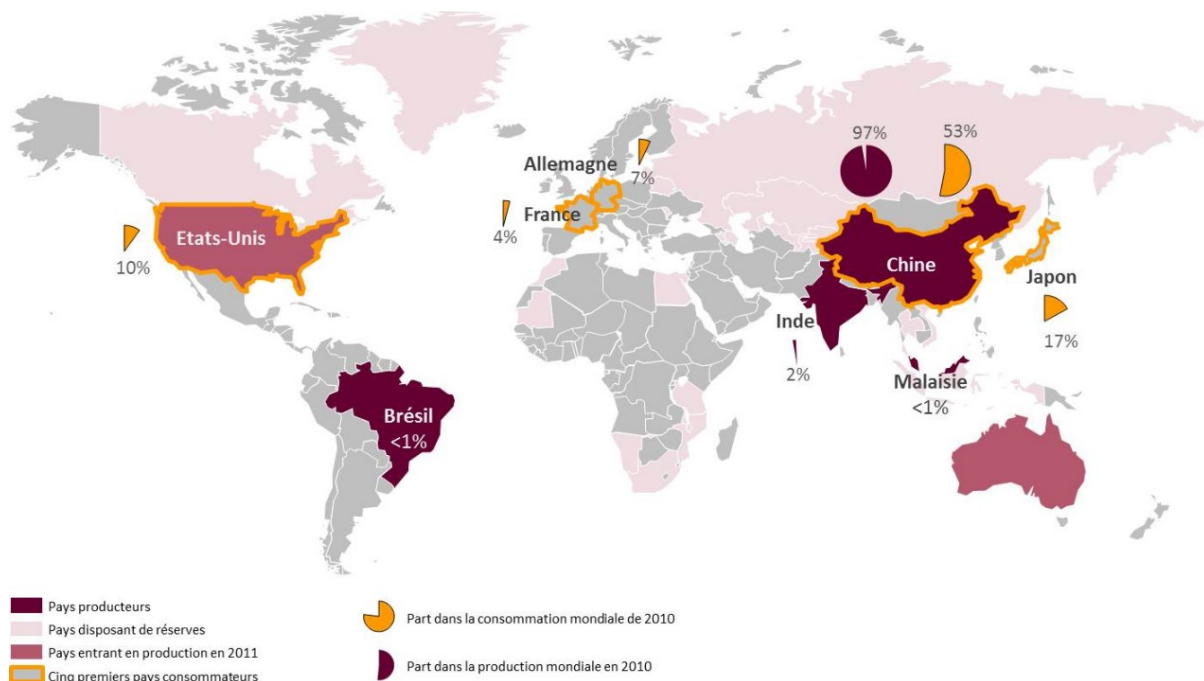 97%
53%
Allemagne
7%
France
4%
Etats-Unis
10%
Chine
Japon
17%
Inde
2%
Malaisie
<1%
Brésil
<1%
Pays producteurs
Pays disposant de réserves
Pays entrant en production en 2011
Cinq premiers pays consommateurs
Part dans la consommation mondiale de 2010
Part dans la production mondiale en 2010